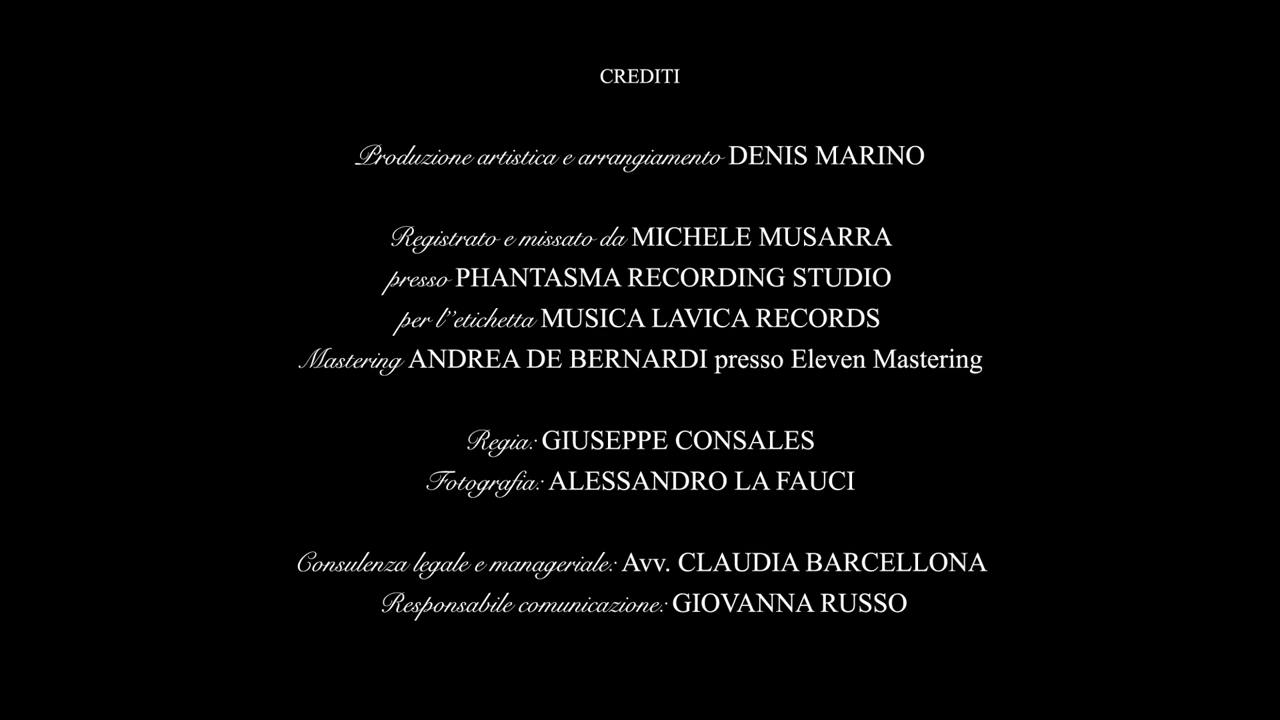 CREDITI
Produzione artistica e arrangiamento DENIS MARINO
Registrato e missato da MICHELE MUSARRA
presso PHANTASMA RECORDING STUDIO
per l'’etichetta MUSICA LAVICA RECORDS
Mastering ANDREA DE BERNARDI presso Eleven Mastering
Regia: GIUSEPPE CONSALES
Fotografia: ALESSANDRO LA FAUCI
Consulenza legale e manageriale: Avv. CLAUDIA BARCELLONA
Responsabile comunicazione: GIOVANNA RUSSO